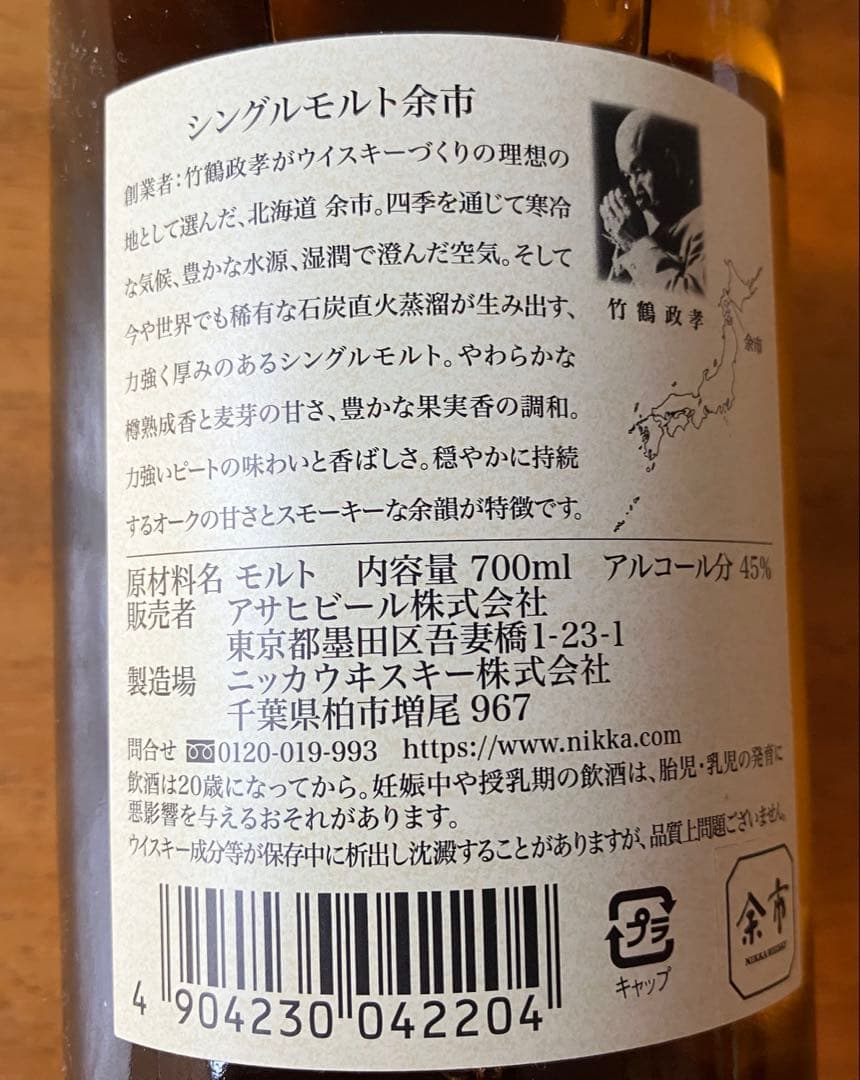 シングルモルト余市
創業者:竹鶴政孝がウイスキーづくりの理想の
地として選んだ、北海道 余市。四季を通じて寒冷
な気候、豊かな水源、湿潤で澄んだ空気。そして
今や世界でも稀有な石炭直火蒸溜が生み出す、
力強く厚みのあるシングルモルト。やわらかな
樽熟成香と麦芽の甘さ、豊かな果実香の調和。
力強いピートの味わいと香ばしさ。穏やかに持続
するオークの甘さとスモーキーな余韻が特徴です。
竹鶴政孝
余市
原材料名 モルト 内容量 700ml アルコール分 45%
販売者 アサヒビール株式会社
東京都墨田区吾妻橋1-23-1
製造場 ニッカウヰスキー株式会社
千葉県柏市増尾 967
問合せ 0120-019-993 https://www.nikka.com
飲酒は20歳になってから。妊娠中や授乳期の飲酒は、胎児・乳児の発育に
悪影響を与えるおそれがあります。
ウイスキー成分等が保存中に析出し沈澱することがありますが、品質上問題ございません。
4 904230 042204
プラ
キャップ
余市
NIKKA WHISKY